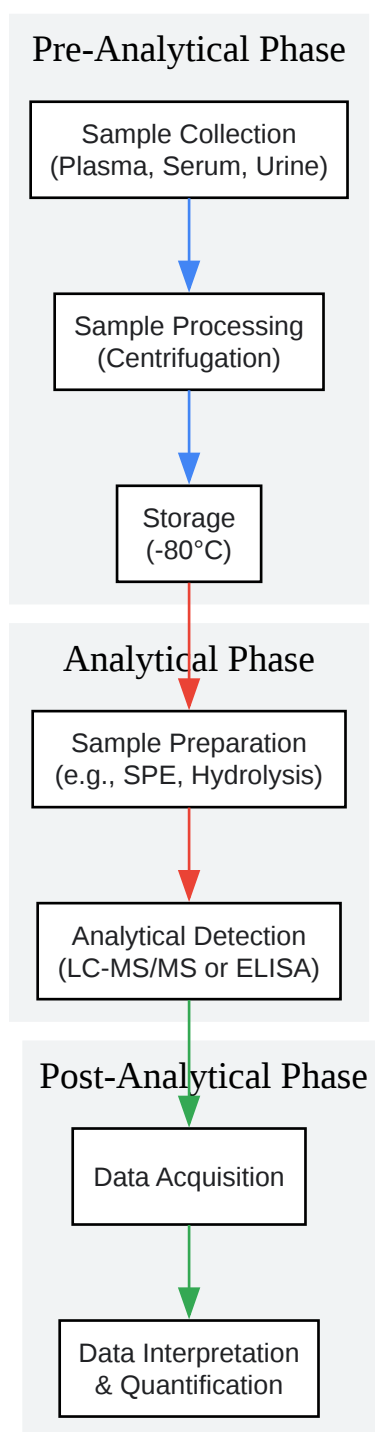 Pre-Analytical Phase
Sample Collection
(Plasma, Serum, Urine)
Sample Processing
(Centrifugation)
Storage
(-80°C)
Analytical Phase
Sample Preparation
(e.g., SPE, Hydrolysis)
Analytical Detection
(LC-MS/MS or ELISA)
Post-Analytical Phase
Data Acquisition
Data Interpretation
& Quantification